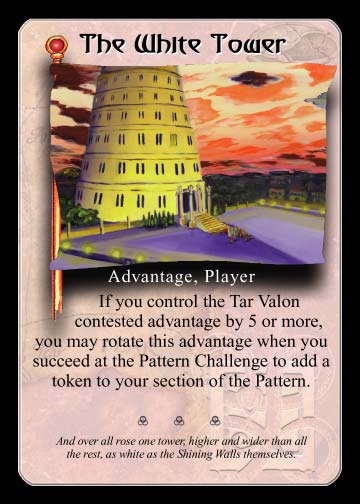 The White Tower
Advantage, Player
If you control the Tar Valon
contested advantage by 5 or more,
you may rotate this advantage when you
succeed at the Pattern Challenge to add a
token to your section of the Pattern.
And over all rose one tower, higher and wider than all
the rest, as white as the Shining Walls themselves.